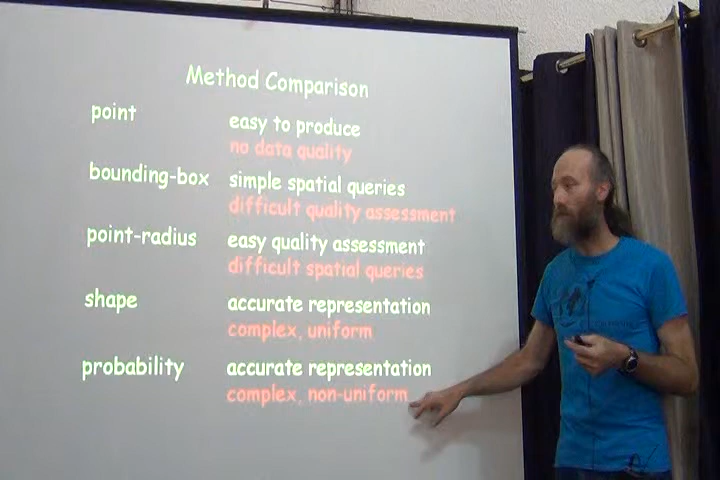 Method Comparison
point
easy to produce
no data quality
bounding-box simple spatial queries
difficult quality assessment
point-radius easy quality assessment
difficult spatial queries
shape accurate representation
complex, uniform
probability accurate representation
complex, non-uniform